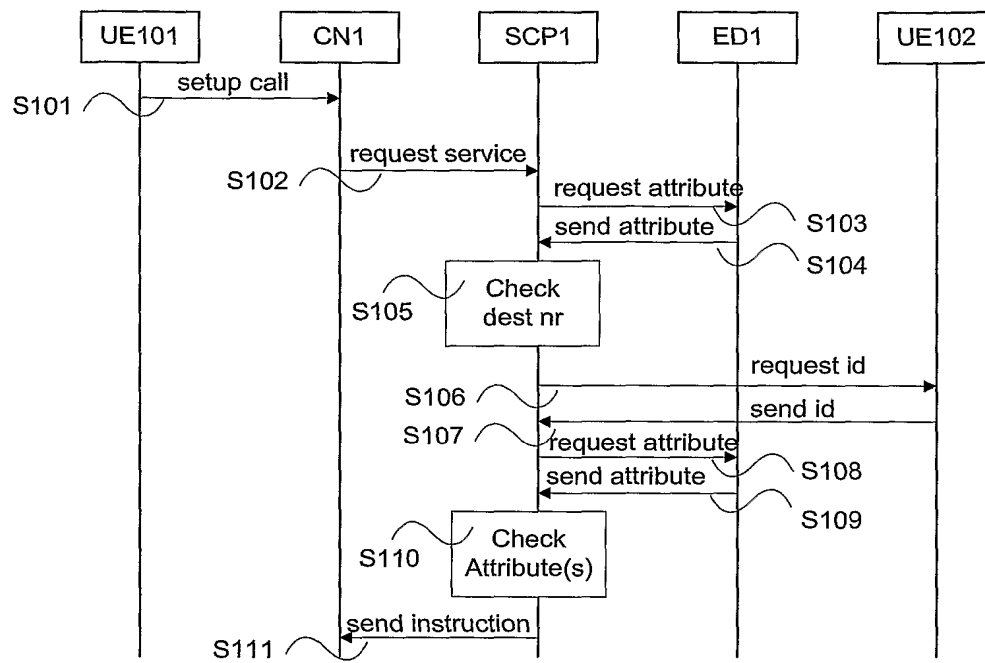 UE101
CN1
SCP1
ED1
UE102
setup call
S101
request service
S102
request attribute
S103
send attribute
S104
Check
dest nr
S105
request id
S106
send id
S107
request attribute
S108
send attribute
S109
Check
Attribute(s)
S110
send instruction
S111